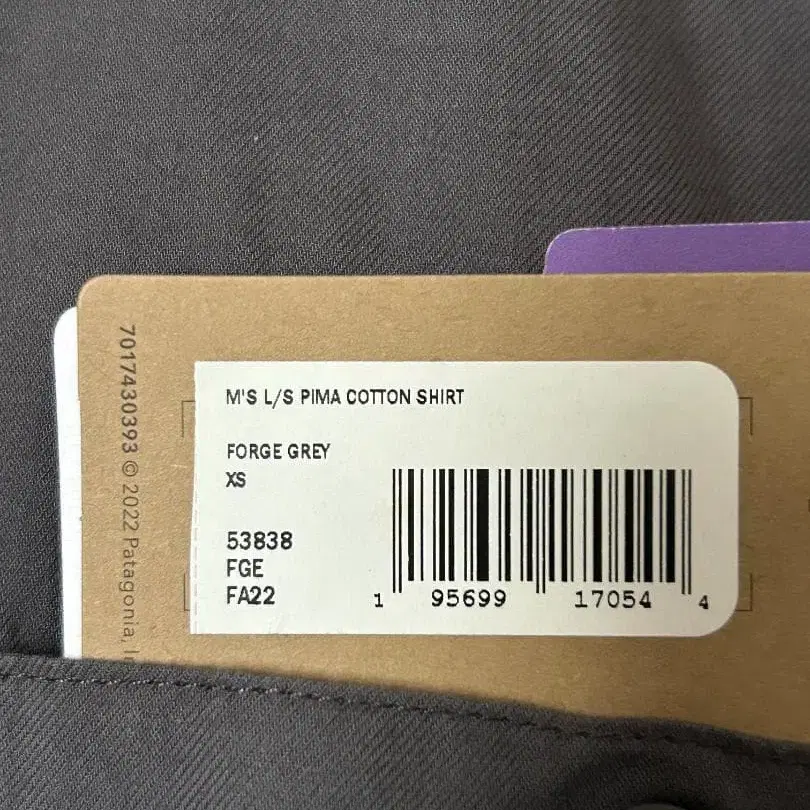 M'S L/S PIMA COTTON SHIRT
FORGE GREY
XS
53838
FGE
FA22
1 95699 17054 4
7017430393 © 2022 Patagonia,